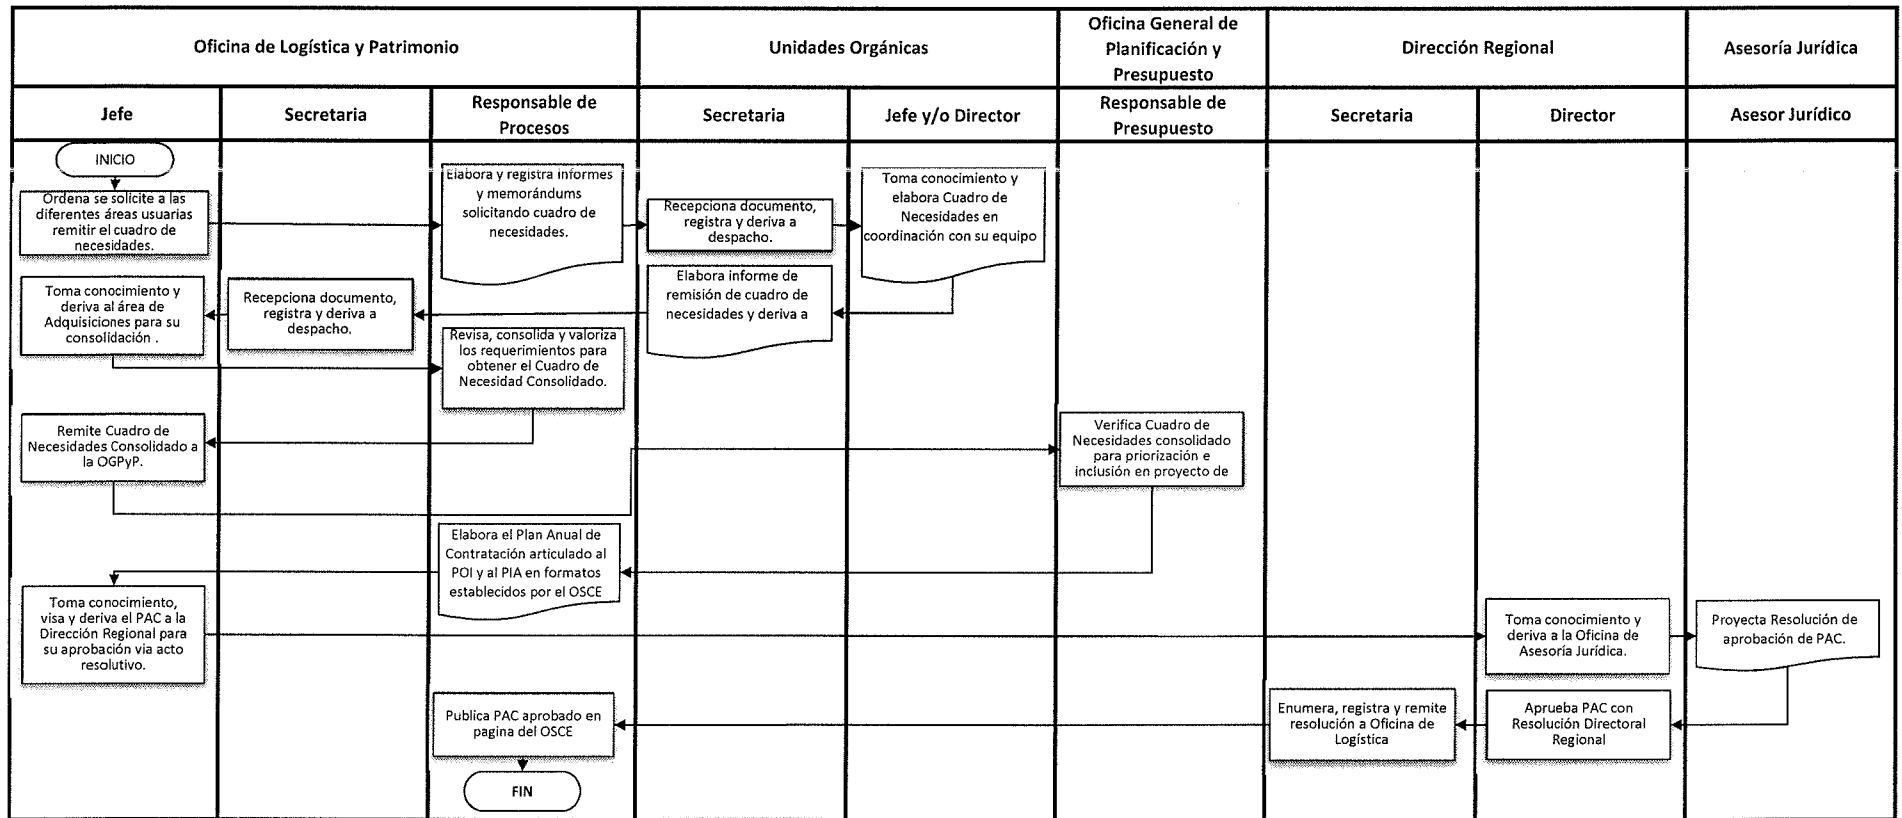 Oficina de Logística y Patrimonio
Unidades Orgánicas
Oficina General de
Planificación y
Presupuesto
Dirección Regional
Asesoría Jurídica
Jefe
Secretaria
Responsable de
Procesos
Secretaria
Jefe y/o Director
Responsable de
Presupuesto
Secretaria
Director
Asesor Jurídico
INICIO
Ordena se solicite a las
diferentes áreas usuarias
remitir el cuadro de
necesidades.
Elabora y registra informes
y memorándums
solicitando cuadro de
necesidades.
Recepciona documento,
registra y deriva a
despacho.
Toma conocimiento y
elabora Cuadro de
Necesidades en
coordinación con su equipo
Elabora informe de
remisión de cuadro de
necesidades y deriva a
Recepciona documento,
registra y deriva a
despacho.
Toma conocimiento y
deriva al área de
Adquisiciones para su
consolidación .
Revisa, consolida y valoriza
los requerimientos para
obtener el Cuadro de
Necesidad Consolidado.
Remite Cuadro de
Necesidades Consolidado a
la OGPyP.
Verifica Cuadro de
Necesidades consolidado
para priorización e
inclusión en proyecto de
Elabora el Plan Anual de
Contratación articulado al
POI y al PIA en formatos
establecidos por el OSCE
Toma conocimiento,
visa y deriva el PAC a la
Dirección Regional para
su aprobación via acto
resolutivo.
Toma conocimiento y
deriva a la Oficina de
Asesoría Jurídica.
Proyecta Resolución de
aprobación de PAC.
Aprueba PAC con
Resolución Directoral
Regional
Enumera, registra y remite
resolución a Oficina de
Logística
Publica PAC aprobado en
pagina del OSCE
FIN